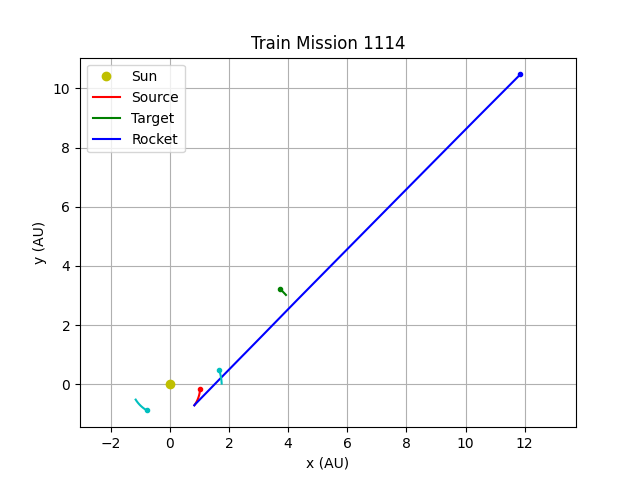 Train Mission 1114
Sun
Source
Target
Rocket
y (AU)
10
8
6
4
2
0
−2 0 2 4 6 8 10 12
x (AU)